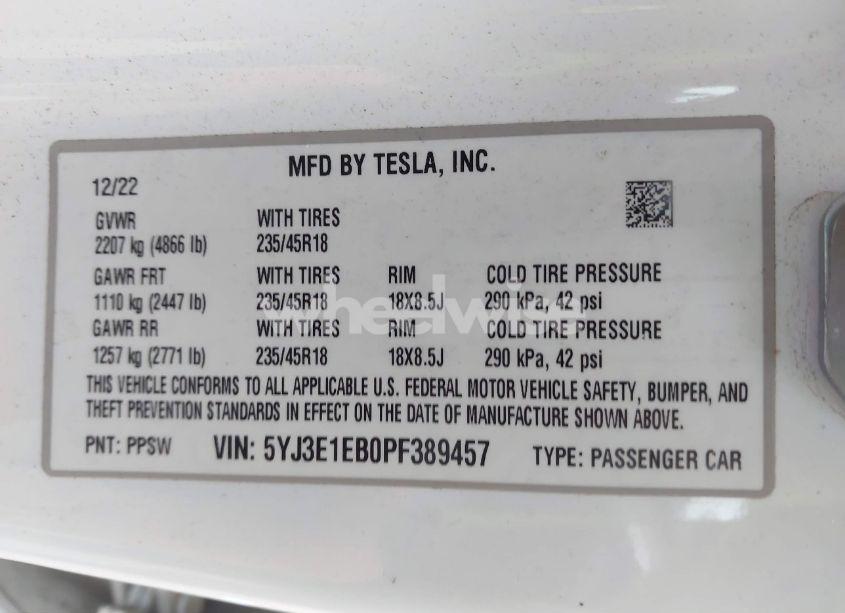 MFD BY TESLA, INC.
12/22
GVWR WITH TIRES
2207 kg (4866 lb) 235/45R18
GAWR FRT WITH TIRES RIM COLD TIRE PRESSURE
1110 kg (2447 lb) 235/45R18 18X8.5J 290 kPa, 42 psi
GAWR RR WITH TIRES RIM COLD TIRE PRESSURE
1257 kg (2771 lb) 235/45R18 18X8.5J 290 kPa, 42 psi
THIS VEHICLE CONFORMS TO ALL APPLICABLE U.S. FEDERAL MOTOR VEHICLE SAFETY, BUMPER, AND
THEFT PREVENTION STANDARDS IN EFFECT ON THE DATE OF MANUFACTURE SHOWN ABOVE.
PNT: PPSW VIN: 5YJ3E1EB0PF389457 TYPE: PASSENGER CAR
wheelwise